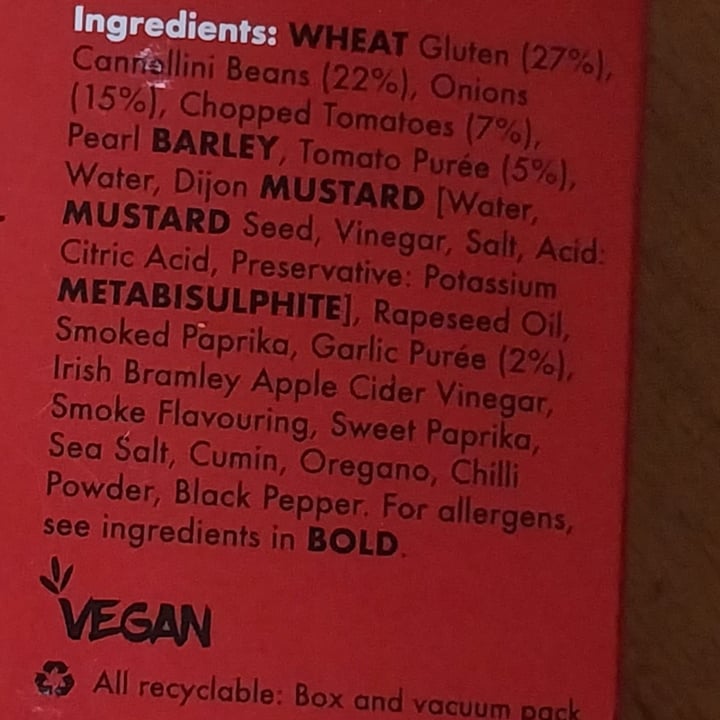 Ingredients: WHEAT Gluten (27%),
Cannellini Beans (22%), Onions
(15%), Chopped Tomatoes (7%),
Pearl BARLEY, Tomato Purée (5%),
Water, Dijon MUSTARD [Water,
MUSTARD Seed, Vinegar, Salt, Acid:
Citric Acid, Preservative: Potassium
METABISULPHITE], Rapeseed Oil,
Smoked Paprika, Garlic Purée (2%),
Irish Bramley Apple Cider Vinegar,
Smoke Flavouring, Sweet Paprika,
Sea Salt, Cumin, Oregano, Chilli
Powder, Black Pepper. For allergens,
see ingredients in BOLD.
VEGAN
All recyclable: Box and vacuum pack